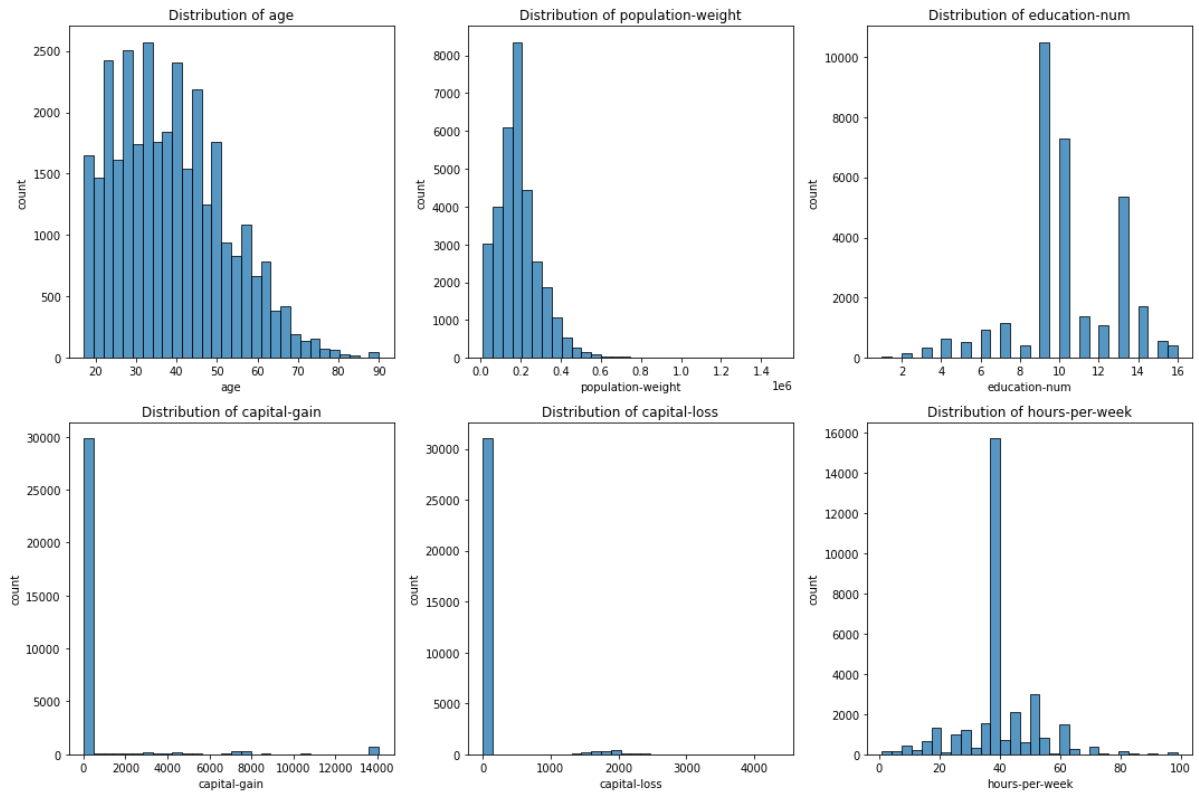 Distribution of age
2500
2000
1500
1000
500
0
count
20 30 40 50 60 70 80 90
age
Distribution of population-weight
8000
7000
6000
5000
4000
3000
2000
1000
0
count
0.0 0.2 0.4 0.6 0.8 1.0 1.2 1.4
1e6
population-weight
Distribution of education-num
10000
8000
6000
4000
2000
0
count
2 4 6 8 10 12 14 16
education-num
Distribution of capital-gain
30000
25000
20000
15000
10000
5000
0
count
0 2000 4000 6000 8000 10000 12000 14000
capital-gain
Distribution of capital-loss
30000
25000
20000
15000
10000
5000
0
count
0 1000 2000 3000 4000
capital-loss
Distribution of hours-per-week
16000
14000
12000
10000
8000
6000
4000
2000
0
count
0 20 40 60 80 100
hours-per-week